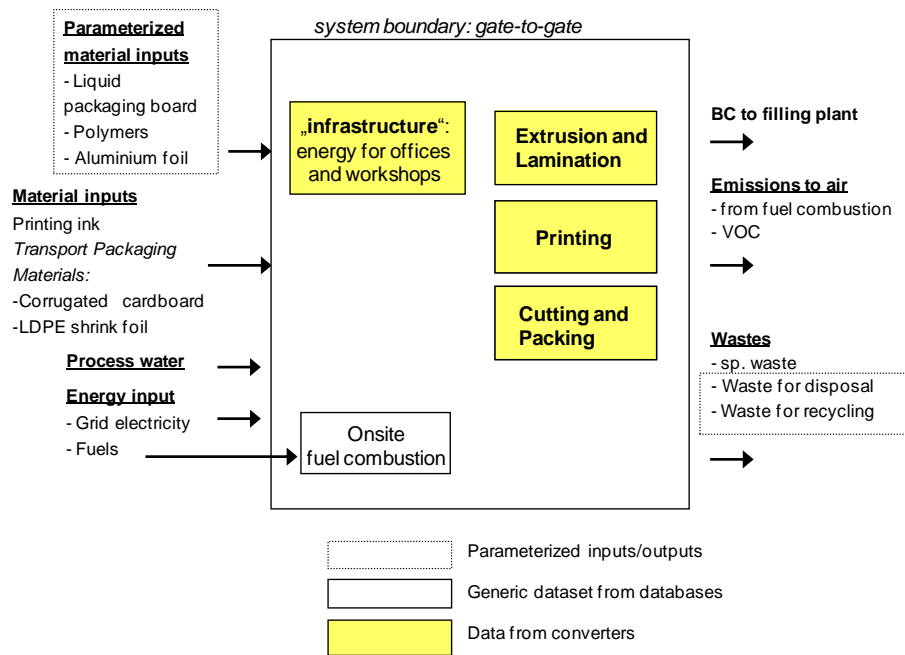 system boundary: gate-to-gate
Parameterized
material inputs
- Liquid
packaging board
- Polymers
- Aluminium foil
Material inputs
Printing ink
Transport Packaging
Materials:
-Corrugated cardboard
-LDPE shrink foil
Process water
Energy input
- Grid electricity
- Fuels
„infrastructure“:
energy for offices
and workshops
Onsite
fuel combustion
Extrusion and
Lamination
Printing
Cutting and
Packing
BC to filling plant
Emissions to air
- from fuel combustion
- VOC
Wastes
- sp. waste
- Waste for disposal
- Waste for recycling
Parameterized inputs/outputs
Generic dataset from databases
Data from converters